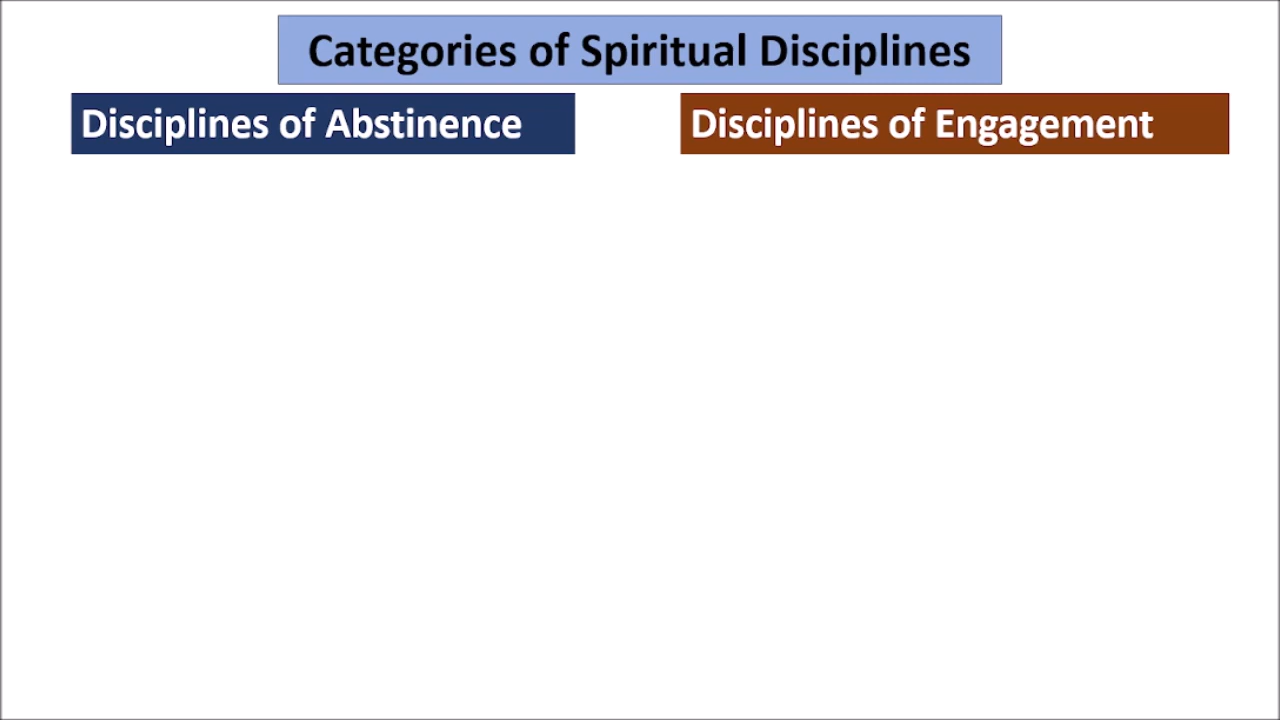 Categories of Spiritual Disciplines
Disciplines of Abstinence
Disciplines of Engagement